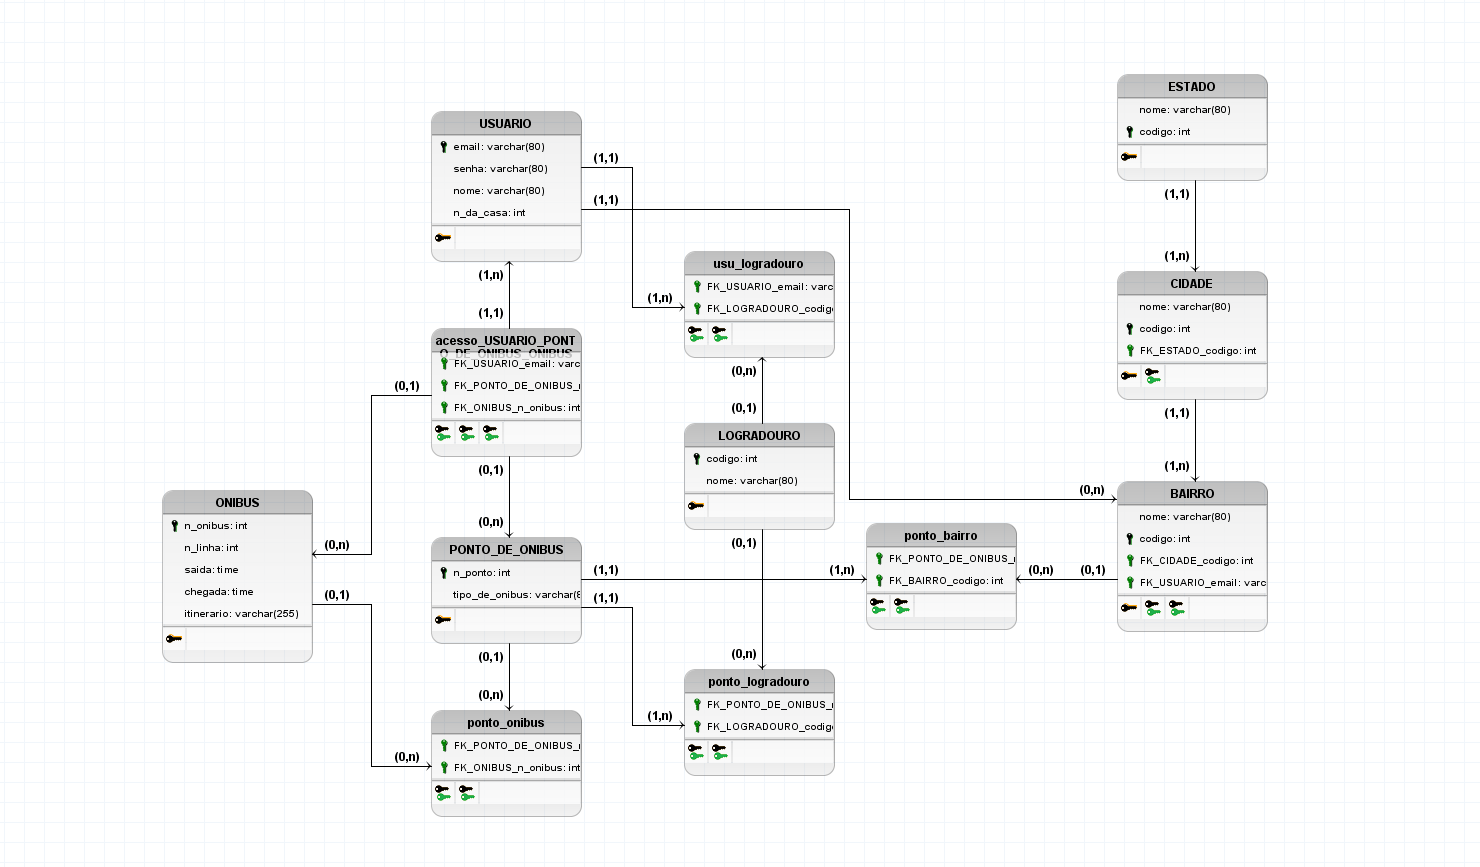 ESTADO
nome: varchar(80)
codigo: int
(1,1)
(1,n)
USUARIO
email: varchar(80)
senha: varchar(80)
nome: varchar(80)
n_da_casa: int
(1,1)
(1,1)
(1,n)
(1,1)
usu_logradouro
FK_USUARIO_email: varc
FK_LOGRADOURO_codig
(1,n)
(0,n)
(0,1)
CIDADE
nome: varchar(80)
codigo: int
FK_ESTADO_codigo: int
(1,1)
(1,n)
acesso_USUARIO_PONT
O_DE_ONIBUS_ONIBUS
FK_USUARIO_email: varc
FK_PONTO_DE_ONIBUS_
FK_ONIBUS_n_onibus: int
(0,1)
(0,1)
(0,n)
(0,n)
LOGRADOURO
codigo: int
nome: varchar(80)
(0,1)
(0,n)
ONIBUS
n_onibus: int
n_linha: int
saida: time
chegada: time
itinerario: varchar(255)
(0,1)
(0,n)
PONTO_DE_ONIBUS
n_ponto: int
tipo_de_onibus: varchar(8
(1,1)
(1,1)
(0,1)
(0,n)
(1,n)
(1,n)
ponto_bairro
FK_PONTO_DE_ONIBUS_
FK_BAIRRO_codigo: int
(0,n)
(0,1)
(0,n)
BAIRRO
nome: varchar(80)
codigo: int
FK_CIDADE_codigo: int
FK_USUARIO_email: varc
ponto_logradouro
FK_PONTO_DE_ONIBUS_
FK_LOGRADOURO_codig
ponto_onibus
FK_PONTO_DE_ONIBUS_
FK_ONIBUS_n_onibus: int